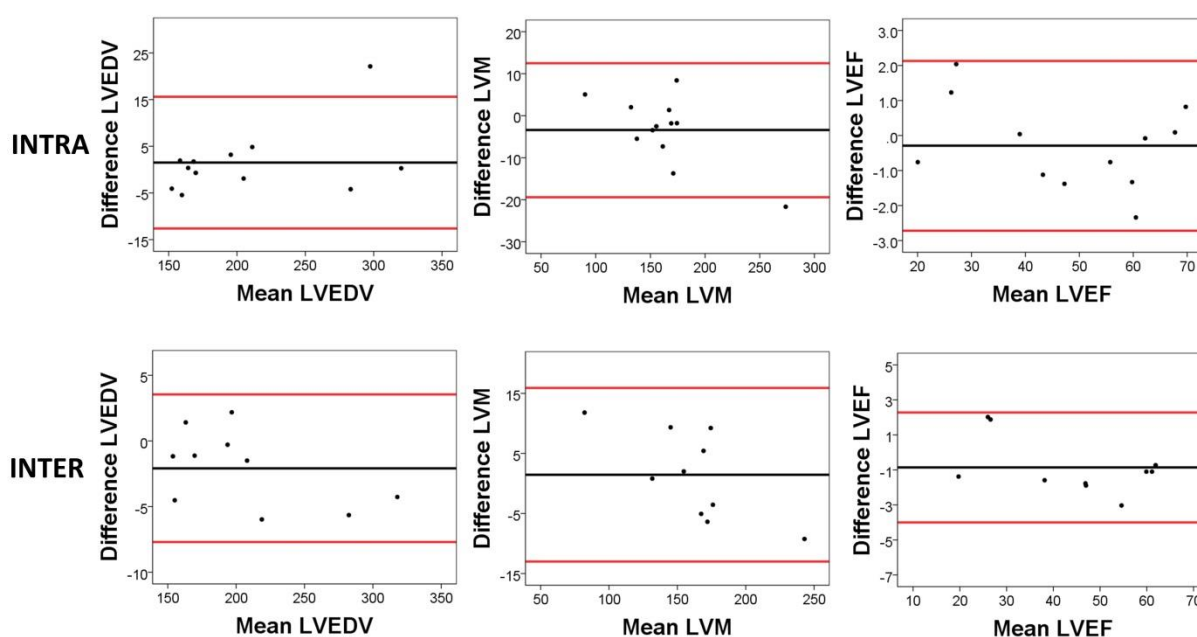 INTRA
Difference LVEDV
25
15
5
-5
-15
150 200 250 300 350
Mean LVEDV
Difference LVM
20
10
0
-10
-20
-30
50 100 150 200 250 300
Mean LVM
Difference LVEF
3.0
2.0
1.0
.0
-1.0
-2.0
-3.0
20 30 40 50 60 70
Mean LVEF
INTER
Difference LVEDV
5
0
-5
-10
150 200 250 300 350
Mean LVEDV
Difference LVM
15
5
-5
-15
50 100 150 200 250
Mean LVM
Difference LVEF
5
3
1
-1
-3
-5
-7
10 20 30 40 50 60 70
Mean LVEF